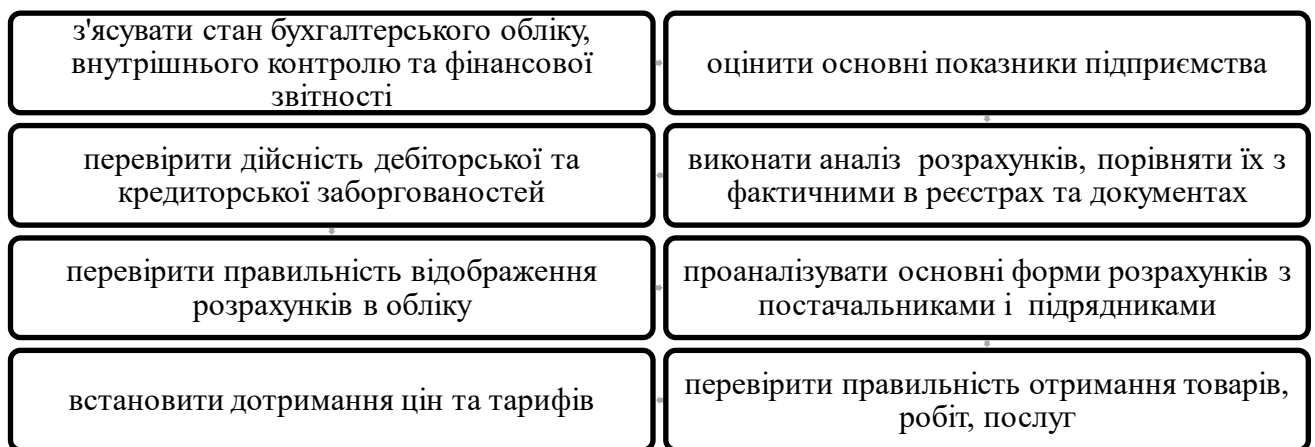 з'ясувати стан бухгалтерського обліку,
внутрішнього контролю та фінансової
звітності
оцінити основні показники підприємства
виконати аналіз розрахунків, порівняти їх з
фактичними в реєстрах та документах
перевірити дійсність дебіторської та
кредиторської заборгованостей
перевірити правильність відображення
розрахунків в обліку
проаналізувати основні форми розрахунків з
постачальниками і підрядниками
перевірити правильність отримання товарів,
робіт, послуг
встановити дотримання цін та тарифів